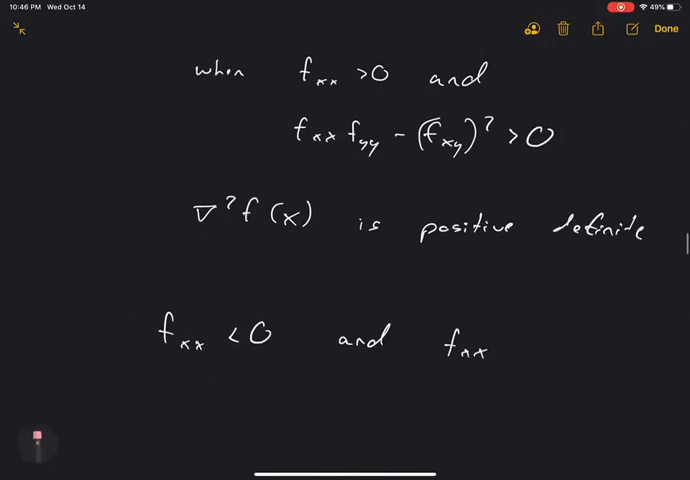 10:46 PM Wed Oct 14 49%
Done
when f_xx >0 and
f_xx f_yy - (f_xy)² >0
∇²f (x) is positive definite
f_xx <0 and f_xx